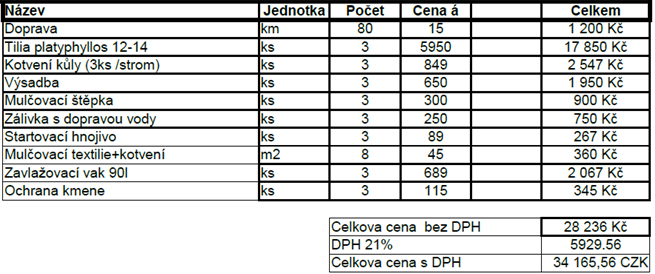 Název Jednotka Počet Cena á Celkem
Doprava km 80 15 1 200 Kč
Tilia platyphyllos 12-14 ks 3 5950 17 850 Kč
Kotvení kůly (3ks /strom) ks 3 849 2 547 Kč
Výsadba ks 3 650 1 950 Kč
Mulčovací štěpka ks 3 300 900 Kč
Zálivka s dopravou vody ks 3 250 750 Kč
Startovací hnojivo ks 3 89 267 Kč
Mulčovací textilie+kotvení m2 8 45 360 Kč
Zavlažovací vak 90l ks 3 689 2 067 Kč
Ochrana kmene ks 3 115 345 Kč
Celkova cena bez DPH 28 236 Kč
DPH 21% 5929.56
Celkova cena s DPH 34 165,56 CZK